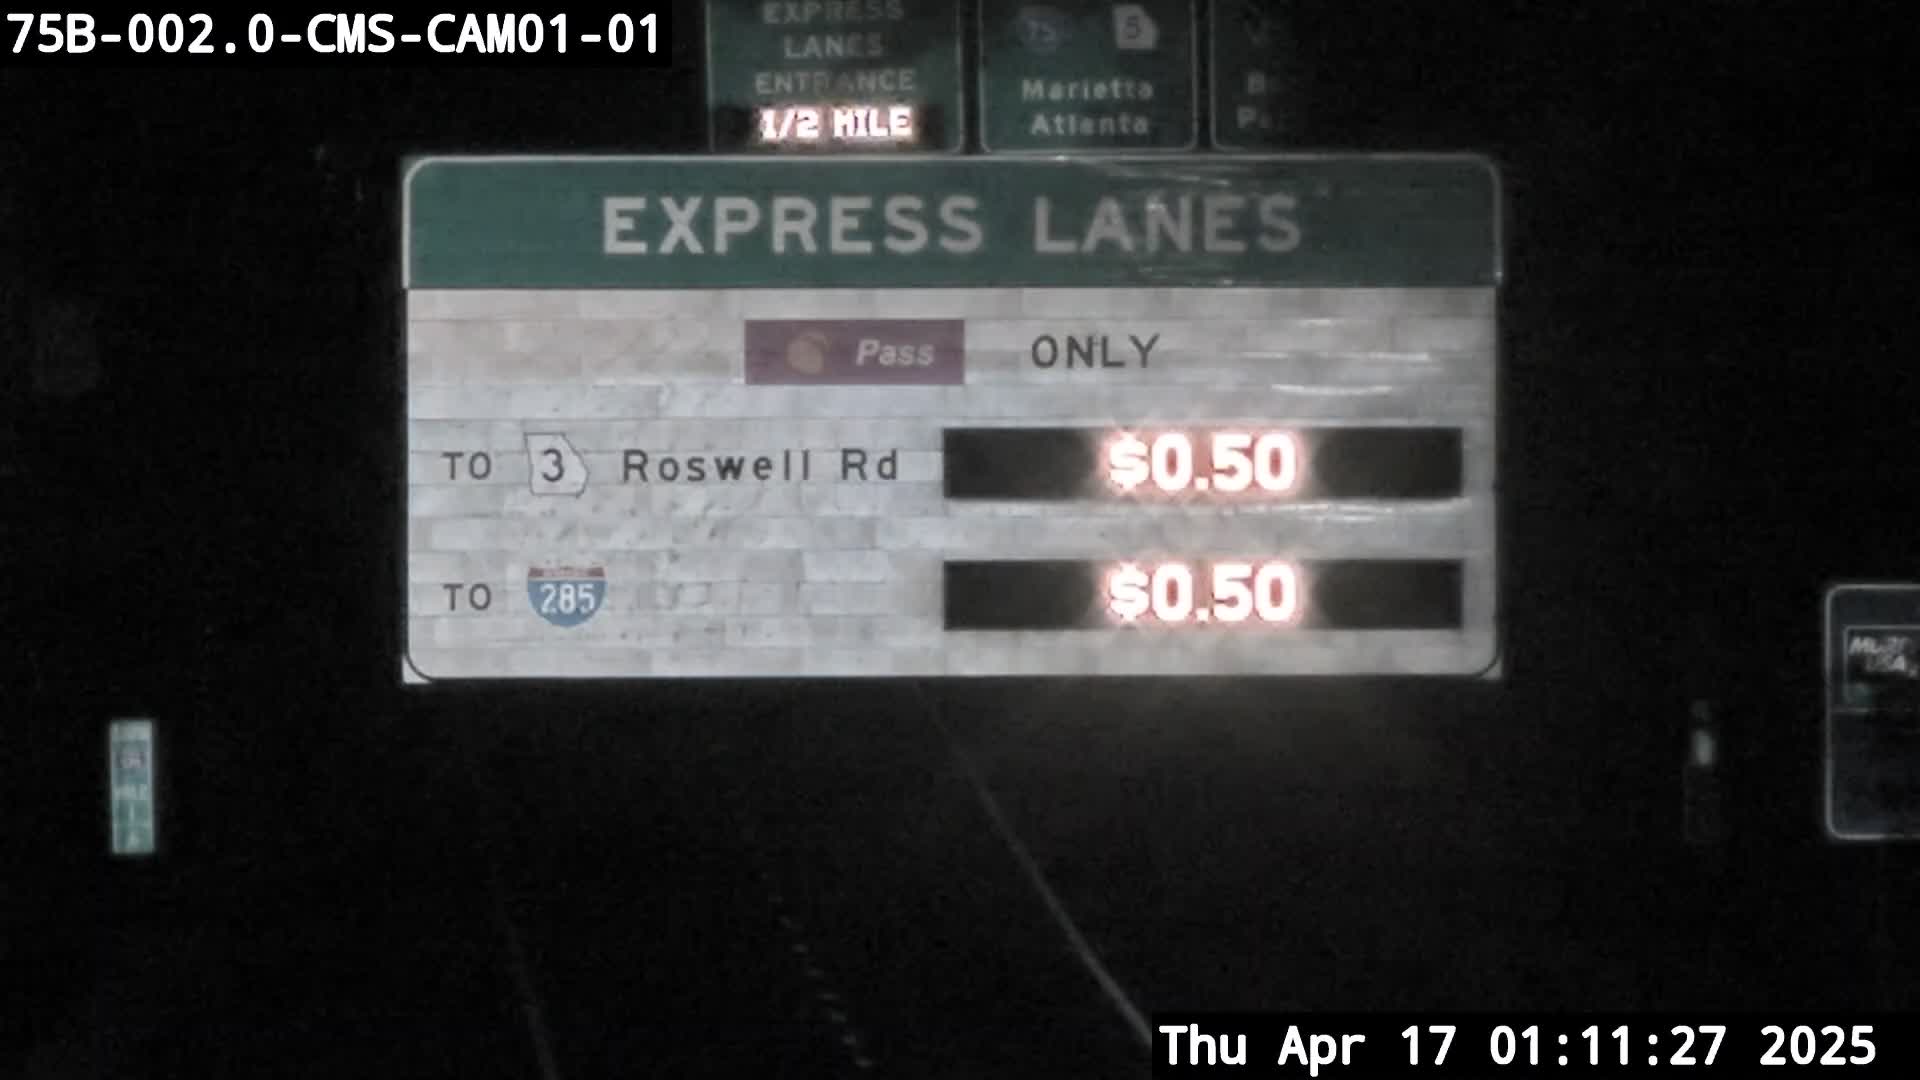 75B-002.0-CMS-CAM01-01
EXPRESS
LANES
ENTRANCE
1/2 MILE
75 5
Marietta
Atlanta
EXPRESS LANES
Pass ONLY
TO 3 Roswell Rd $0.50
TO 285 $0.50
Thu Apr 17 01:11:27 2025